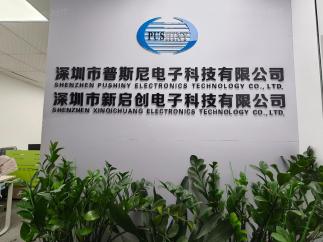 PUSHINY
深圳市普斯尼电子科技有限公司
SHENZHEN PUSHINY ELECTRONICS TECHNOLOGY CO.,LTD.
深圳市新启创电子科技有限公司
SHENZHEN XINQICHUANG ELECTRONICS TECHNOLOGY CO.,LTD.